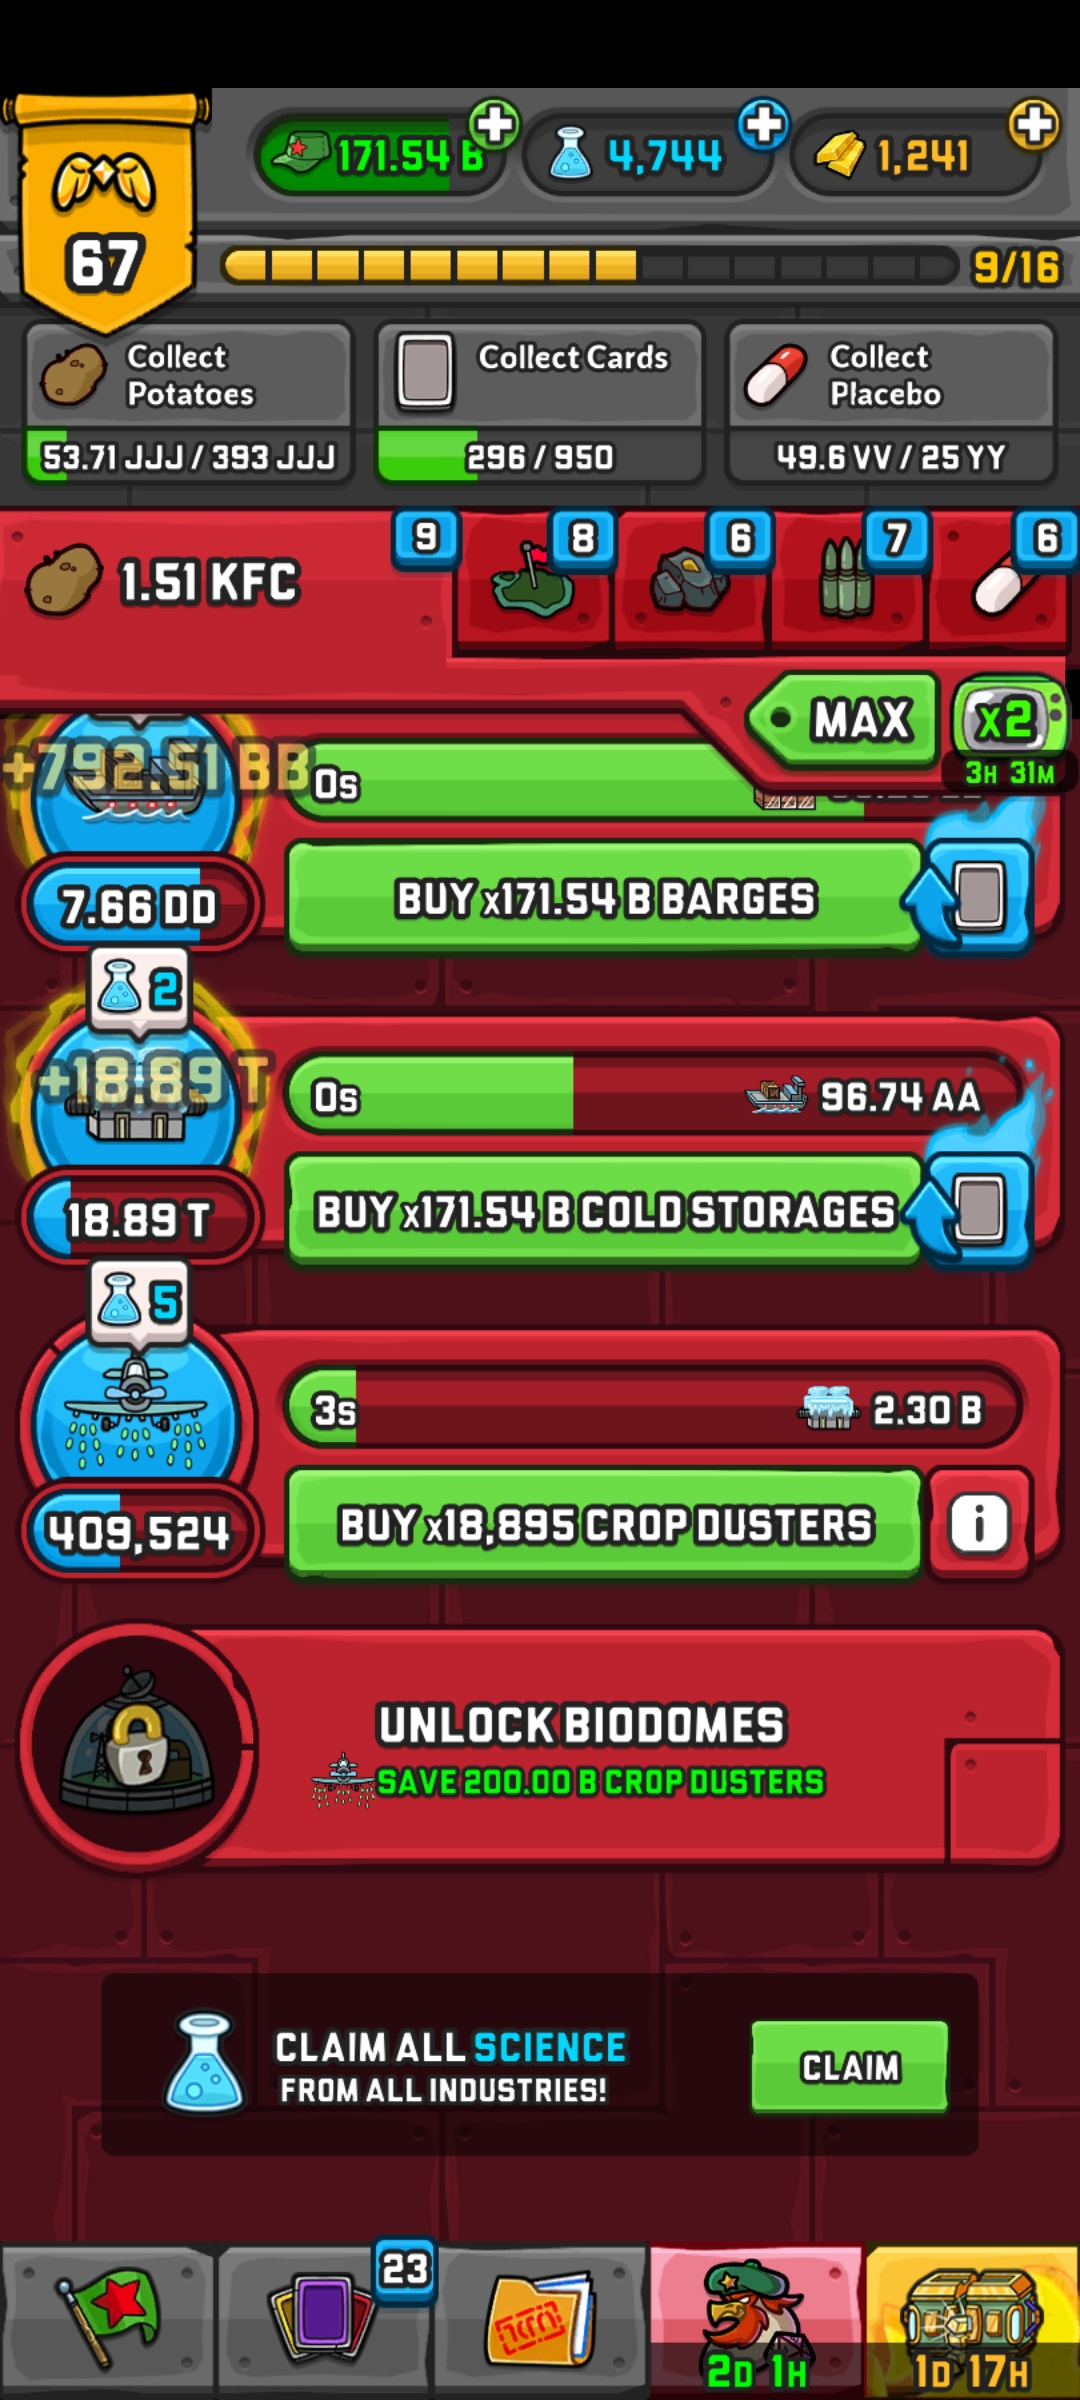 171.54 B
4,744
1,241
67
9/16
Collect
Potatoes
53.71 JJJ / 393 JJJ
Collect Cards
296 / 950
Collect
Placebo
49.6 VV / 25 YY
1.51 KFC
9
8
6
7
6
MAX
x2
3H 31M
+792.51 BB
0s
7.66 DD
BUY x171.54 B BARGES
2
+18.89 T
0s
96.74 AA
18.89 T
BUY x171.54 B COLD STORAGES
5
3s
2.30 B
409,524
BUY x18,895 CROP DUSTERS
i
UNLOCK BIODOMES
SAVE 200.00 B CROP DUSTERS
CLAIM ALL SCIENCE
FROM ALL INDUSTRIES!
CLAIM
23
2D 1H
1D 17H